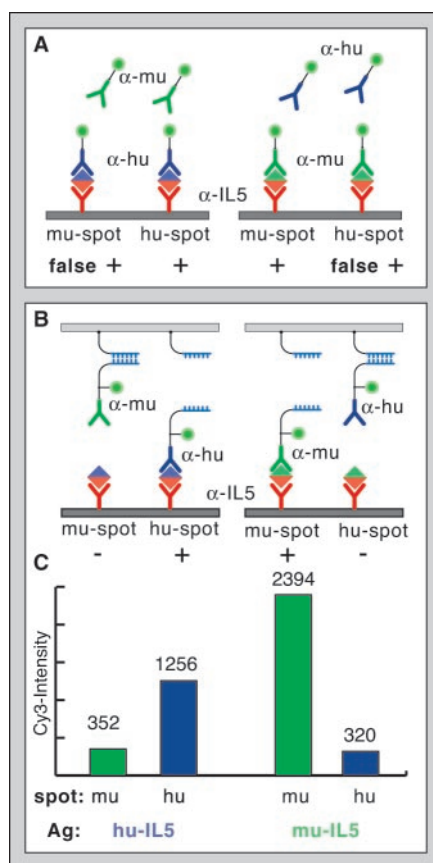 A
α-mu
α-hu
α-hu
α-mu
α-IL5
mu-spot hu-spot mu-spot hu-spot
false + + + false +
B
α-mu
α-hu
α-hu
α-mu
α-IL5
mu-spot hu-spot mu-spot hu-spot
- + + -
C
2394
1256
352
320
Cy3-Intensity
spot: mu hu mu hu
Ag: hu-IL5 mu-IL5